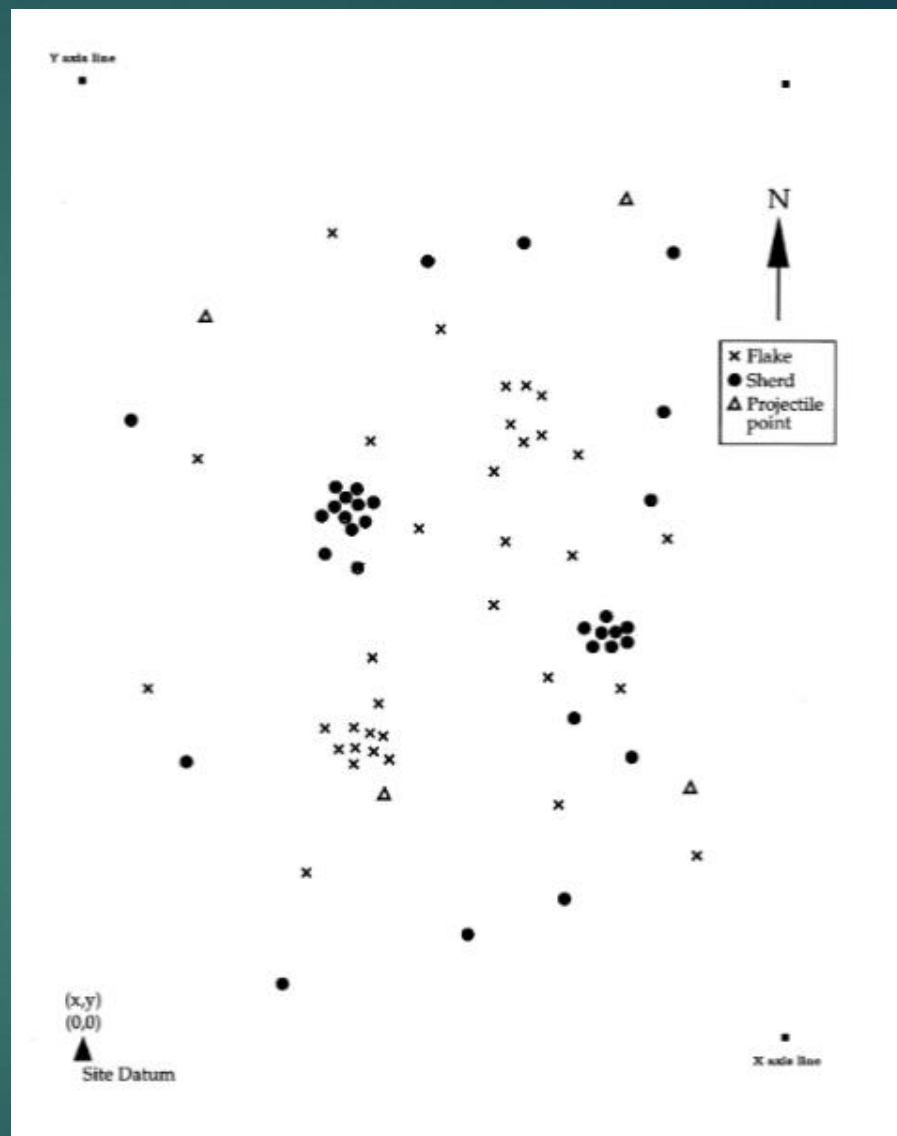 Y axis line
N
Flake
Sherd
Projectile
point
(x,y)
(0,0)
Site Datum
X axis line